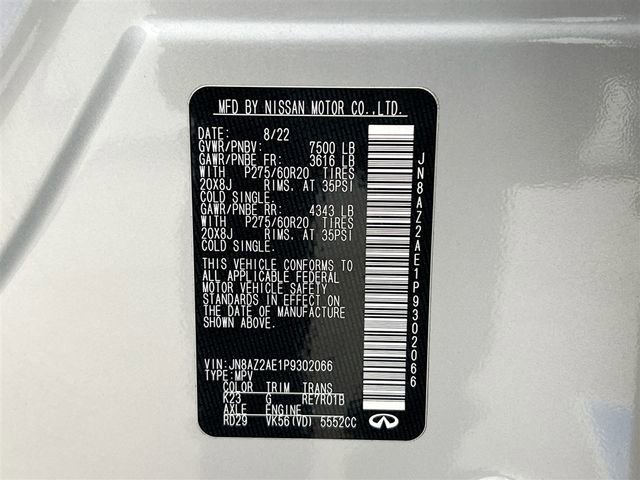 MFD BY NISSAN MOTOR CO.,LTD.
DATE: 8/22
GVWR/PNBV: 7500 LB
GAWR/PNBE FR: 3616 LB
WITH P275/60R20 TIRES
20X8J RIMS. AT 35PSI
COLD SINGLE.
GAWR/PNBE RR: 4343 LB
WITH P275/60R20 TIRES
20X8J RIMS. AT 35PSI
COLD SINGLE.
THIS VEHICLE CONFORMS TO
ALL APPLICABLE FEDERAL
MOTOR VEHICLE SAFETY
STANDARDS IN EFFECT ON
THE DATE OF MANUFACTURE
SHOWN ABOVE.
VIN: JN8AZ2AE1P9302066
TYPE: MPV
COLOR TRIM TRANS
K23 G RE7R01B
AXLE ENGINE
RD29 VK56(VD) 5552CC
JN8AZ2AE1P9302066